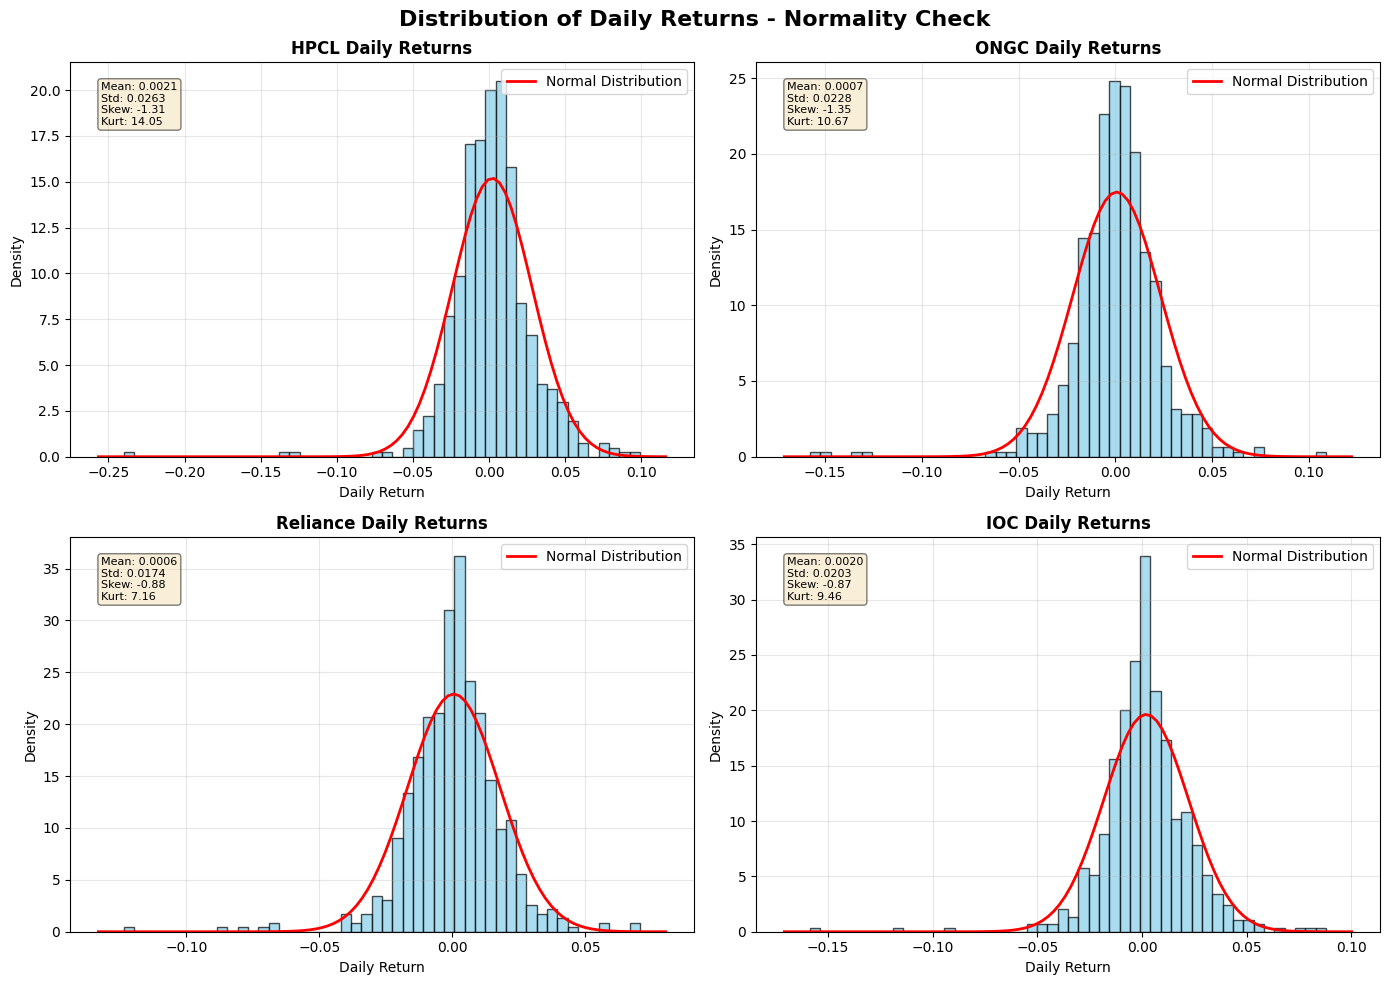 Distribution of Daily Returns - Normality Check
HPCL Daily Returns
Mean: 0.0021
Std: 0.0263
Skew: -1.31
Kurt: 14.05
Normal Distribution
Density
20.0
17.5
15.0
12.5
10.0
7.5
5.0
2.5
0.0
−0.25 −0.20 −0.15 −0.10 −0.05 0.00 0.05 0.10
Daily Return
ONGC Daily Returns
Mean: 0.0007
Std: 0.0228
Skew: -1.35
Kurt: 10.67
Normal Distribution
Density
25
20
15
10
5
0
−0.15 −0.10 −0.05 0.00 0.05 0.10
Daily Return
Reliance Daily Returns
Mean: 0.0006
Std: 0.0174
Skew: -0.88
Kurt: 7.16
Normal Distribution
Density
35
30
25
20
15
10
5
0
−0.10 −0.05 0.00 0.05
Daily Return
IOC Daily Returns
Mean: 0.0020
Std: 0.0203
Skew: -0.87
Kurt: 9.46
Normal Distribution
Density
35
30
25
20
15
10
5
0
−0.15 −0.10 −0.05 0.00 0.05 0.10
Daily Return